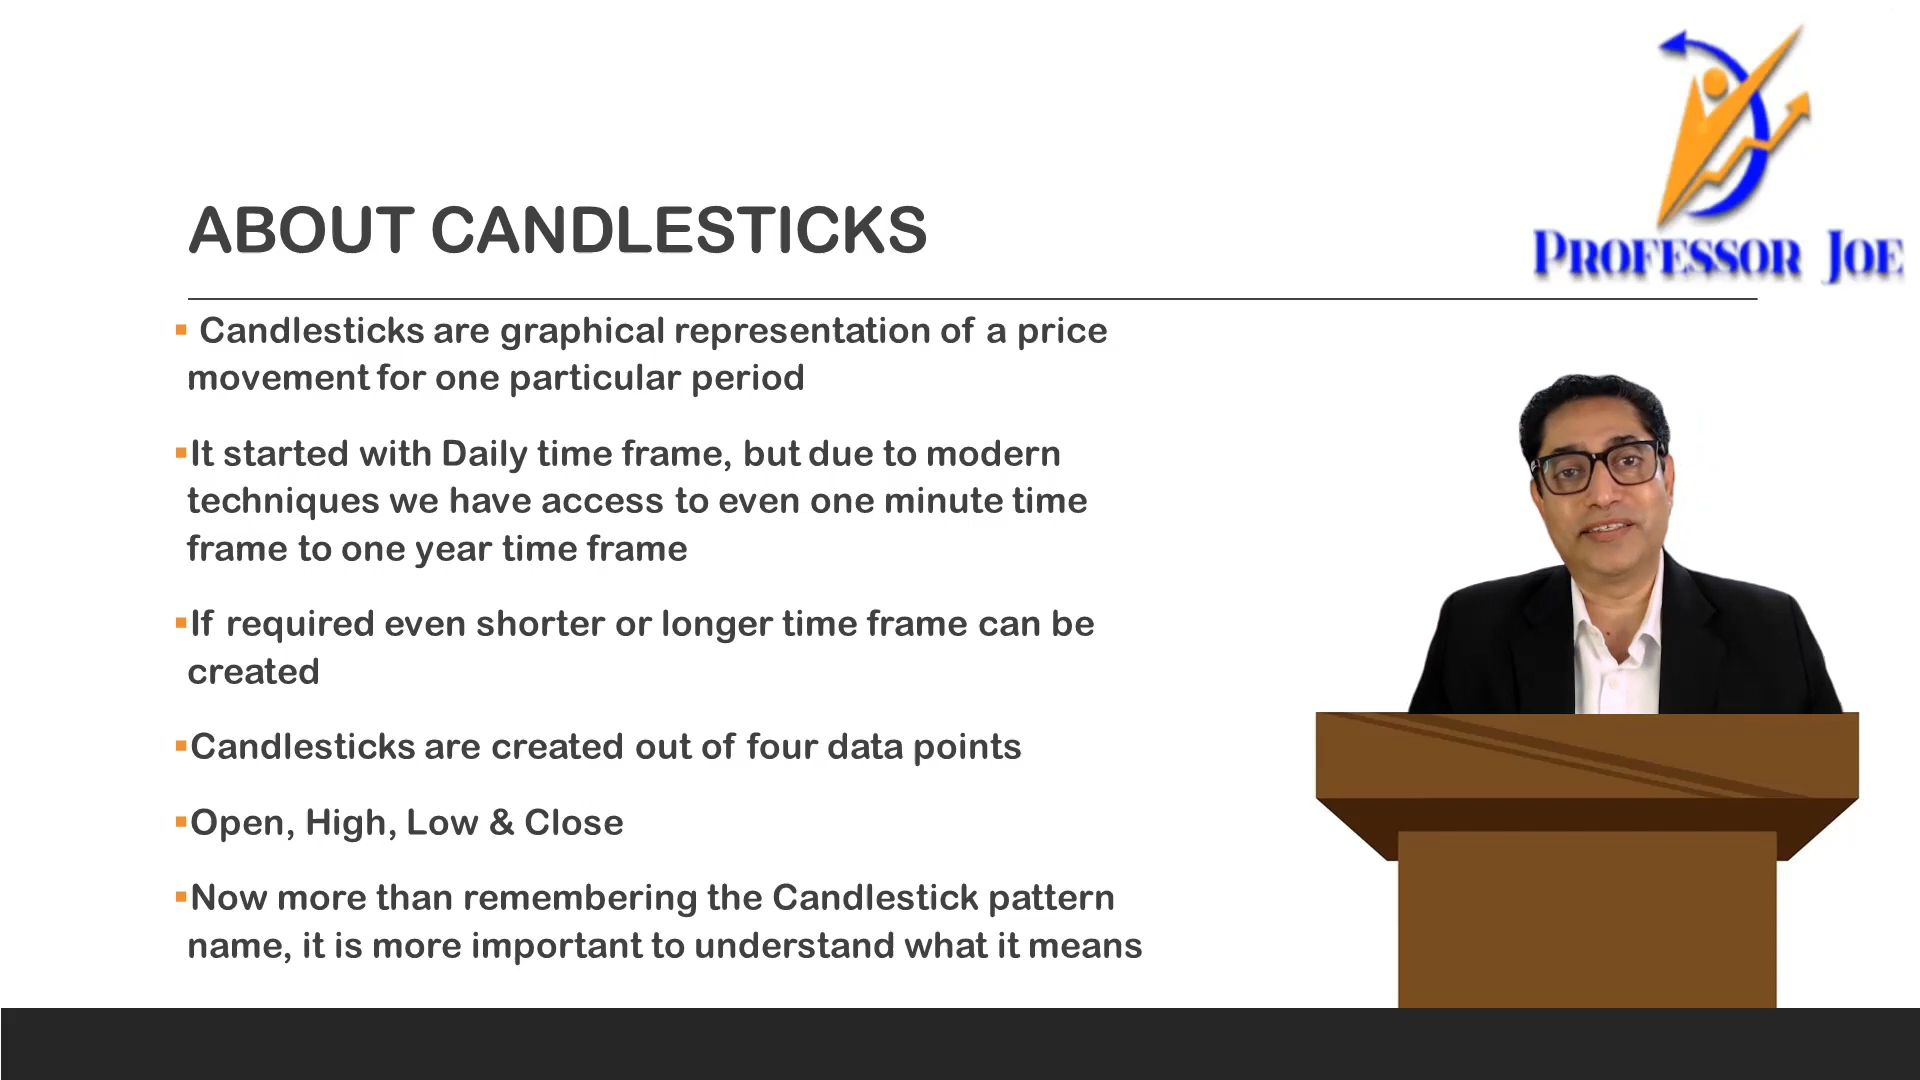 PROFESSOR JOE
ABOUT CANDLESTICKS
Candlesticks are graphical representation of a price
movement for one particular period
It started with Daily time frame, but due to modern
techniques we have access to even one minute time
frame to one year time frame
If required even shorter or longer time frame can be
created
Candlesticks are created out of four data points
Open, High, Low & Close
Now more than remembering the Candlestick pattern
name, it is more important to understand what it means